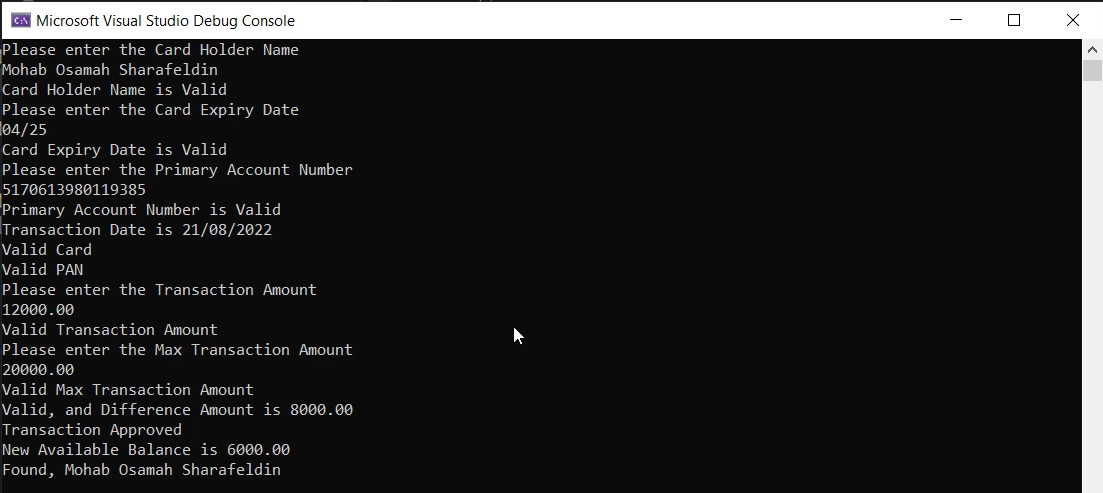 Microsoft Visual Studio Debug Console
Please enter the Card Holder Name
Mohab Osamah Sharafeldin
Card Holder Name is Valid
Please enter the Card Expiry Date
04/25
Card Expiry Date is Valid
Please enter the Primary Account Number
5170613980119385
Primary Account Number is Valid
Transaction Date is 21/08/2022
Valid Card
Valid PAN
Please enter the Transaction Amount
12000.00
Valid Transaction Amount
Please enter the Max Transaction Amount
20000.00
Valid Max Transaction Amount
Valid, and Difference Amount is 8000.00
Transaction Approved
New Available Balance is 6000.00
Found, Mohab Osamah Sharafeldin